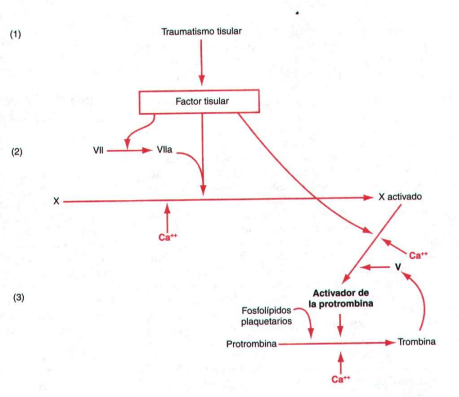 (1)
Traumatismo tisular
Factor tisular
(2)
VII
VIIa
X
X activado
Ca++
Ca++
V
(3)
Activador de
la protrombina
Fosfolípidos
plaquetarios
Protrombina
Trombina
Ca++